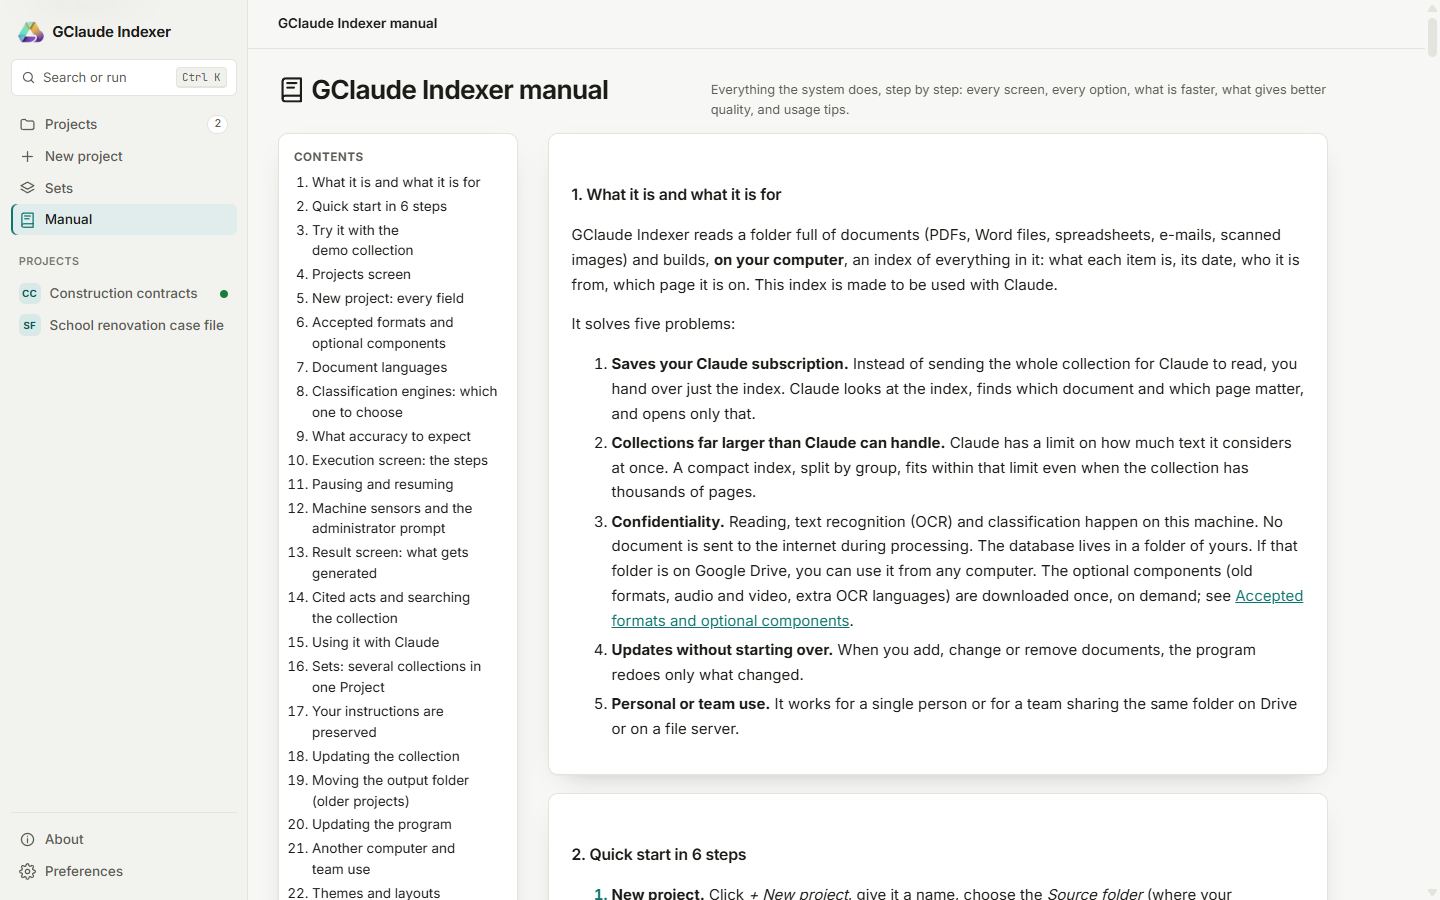 GClaude Indexer
Search or run
Ctrl K
Projects
2
New project
Sets
Manual
PROJECTS
CC
Construction contracts
SF
School renovation case file
About
Preferences
GClaude Indexer manual
GClaude Indexer manual
Everything the system does, step by step: every screen, every option, what is faster, what gives better
quality, and usage tips.
CONTENTS
1. What it is and what it is for
2. Quick start in 6 steps
3. Try it with the
demo collection
4. Projects screen
5. New project: every field
6. Accepted formats and
optional components
7. Document languages
8. Classification engines: which
one to choose
9. What accuracy to expect
10. Execution screen: the steps
11. Pausing and resuming
12. Machine sensors and the
administrator prompt
13. Result screen: what gets
generated
14. Cited acts and searching
the collection
15. Using it with Claude
16. Sets: several collections in
one Project
17. Your instructions are
preserved
18. Updating the collection
19. Moving the output folder
(older projects)
20. Updating the program
21. Another computer and
team use
22. Themes and layouts
1. What it is and what it is for
GClaude Indexer reads a folder full of documents (PDFs, Word files, spreadsheets, e-mails, scanned
images) and builds, on your computer, an index of everything in it: what each item is, its date, who it is
from, which page it is on. This index is made to be used with Claude.
It solves five problems:
1. Saves your Claude subscription. Instead of sending the whole collection for Claude to read, you
hand over just the index. Claude looks at the index, finds which document and which page matter,
and opens only that.
2. Collections far larger than Claude can handle. Claude has a limit on how much text it considers
at once. A compact index, split by group, fits within that limit even when the collection has
thousands of pages.
3. Confidentiality. Reading, text recognition (OCR) and classification happen on this machine. No
document is sent to the internet during processing. The database lives in a folder of yours. If that
folder is on Google Drive, you can use it from any computer. The optional components (old
formats, audio and video, extra OCR languages) are downloaded once, on demand; see Accepted
formats and optional components.
4. Updates without starting over. When you add, change or remove documents, the program
redoes only what changed.
5. Personal or team use. It works for a single person or for a team sharing the same folder on Drive
or on a file server.
2. Quick start in 6 steps
1. New project. Click + New project, give it a name, choose the Source folder (where your